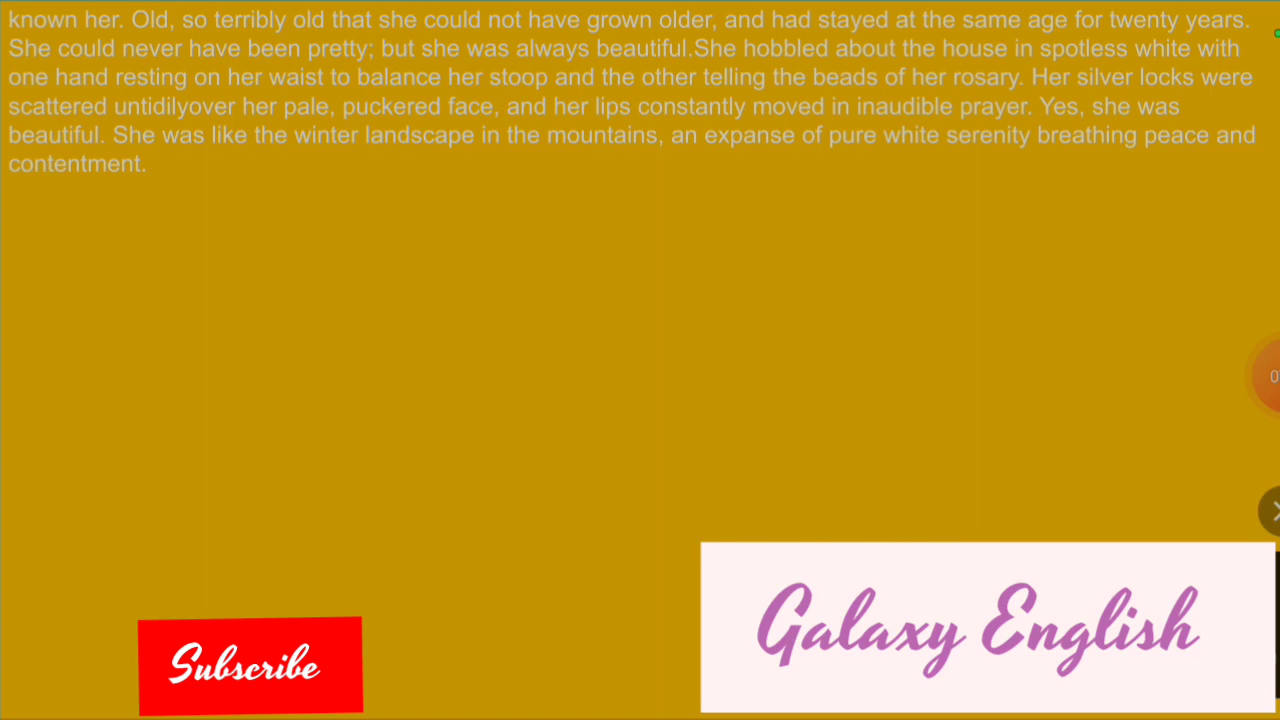 known her. Old, so terribly old that she could not have grown older, and had stayed at the same age for twenty years.
She could never have been pretty; but she was always beautiful.She hobbled about the house in spotless white with
one hand resting on her waist to balance her stoop and the other telling the beads of her rosary. Her silver locks were
scattered untidilyover her pale, puckered face, and her lips constantly moved in inaudible prayer. Yes, she was
beautiful. She was like the winter landscape in the mountains, an expanse of pure white serenity breathing peace and
contentment.
Galaxy English
Subscribe